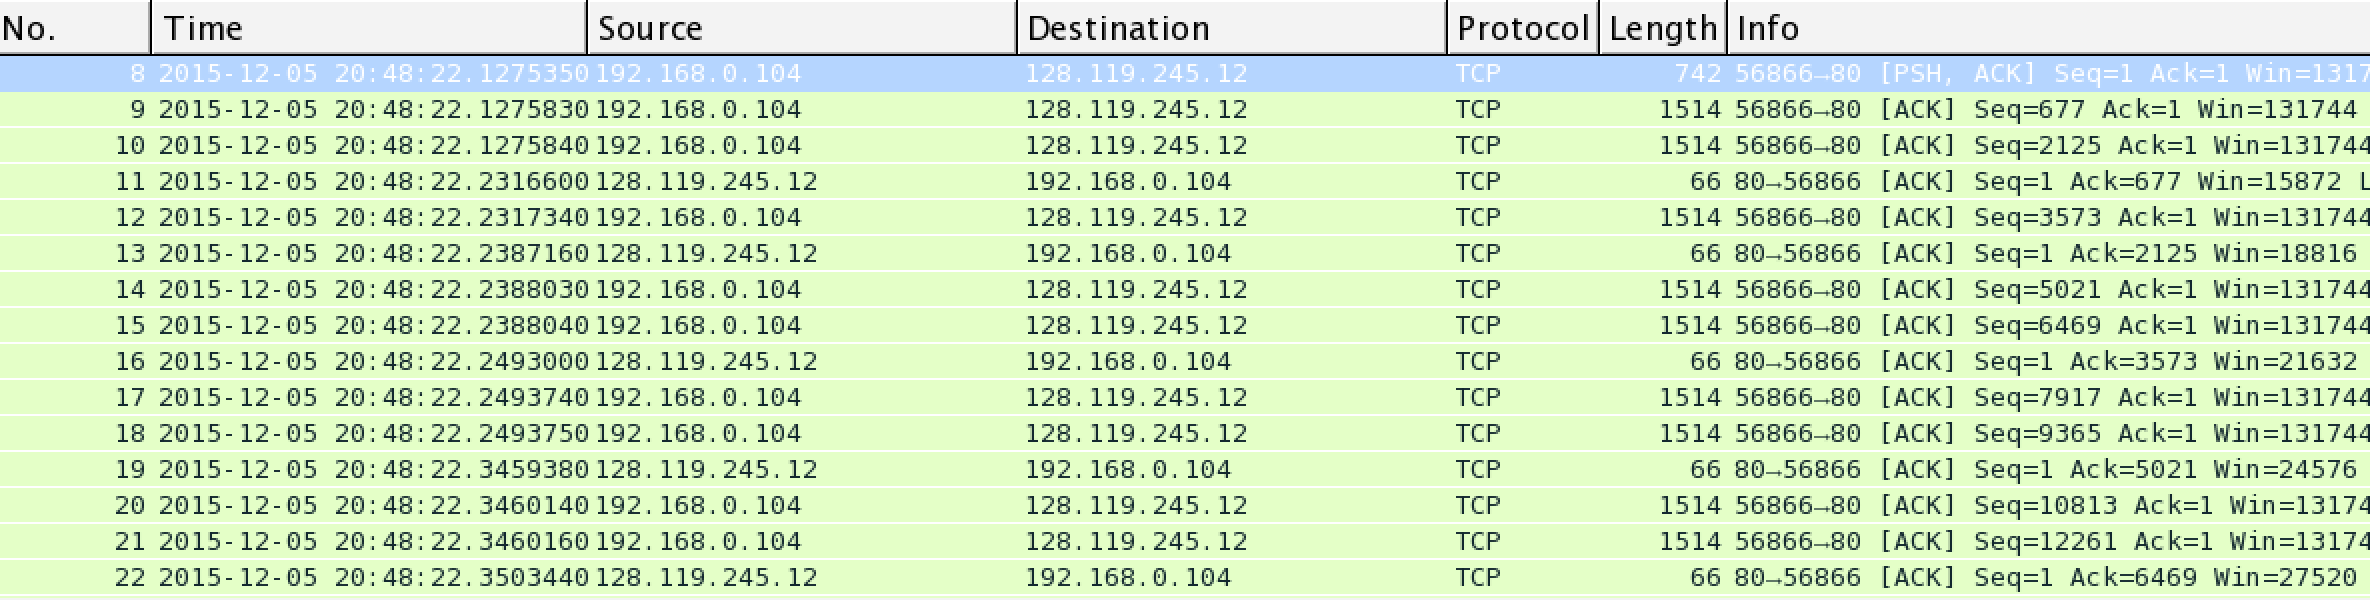 No. Time Source Destination Protocol Length Info
8 2015-12-05 20:48:22.1275350 192.168.0.104 128.119.245.12 TCP 742 56866→80 [PSH, ACK] Seq=1 Ack=1 Win=1317
9 2015-12-05 20:48:22.1275830 192.168.0.104 128.119.245.12 TCP 1514 56866→80 [ACK] Seq=677 Ack=1 Win=131744
10 2015-12-05 20:48:22.1275840 192.168.0.104 128.119.245.12 TCP 1514 56866→80 [ACK] Seq=2125 Ack=1 Win=131744
11 2015-12-05 20:48:22.2316600 128.119.245.12 192.168.0.104 TCP 66 80→56866 [ACK] Seq=1 Ack=677 Win=15872 L
12 2015-12-05 20:48:22.2317340 192.168.0.104 128.119.245.12 TCP 1514 56866→80 [ACK] Seq=3573 Ack=1 Win=131744
13 2015-12-05 20:48:22.2387160 128.119.245.12 192.168.0.104 TCP 66 80→56866 [ACK] Seq=1 Ack=2125 Win=18816
14 2015-12-05 20:48:22.2388030 192.168.0.104 128.119.245.12 TCP 1514 56866→80 [ACK] Seq=5021 Ack=1 Win=131744
15 2015-12-05 20:48:22.2388040 192.168.0.104 128.119.245.12 TCP 1514 56866→80 [ACK] Seq=6469 Ack=1 Win=131744
16 2015-12-05 20:48:22.2493000 128.119.245.12 192.168.0.104 TCP 66 80→56866 [ACK] Seq=1 Ack=3573 Win=21632
17 2015-12-05 20:48:22.2493740 192.168.0.104 128.119.245.12 TCP 1514 56866→80 [ACK] Seq=7917 Ack=1 Win=131744
18 2015-12-05 20:48:22.2493750 192.168.0.104 128.119.245.12 TCP 1514 56866→80 [ACK] Seq=9365 Ack=1 Win=131744
19 2015-12-05 20:48:22.3459380 128.119.245.12 192.168.0.104 TCP 66 80→56866 [ACK] Seq=1 Ack=5021 Win=24576
20 2015-12-05 20:48:22.3460140 192.168.0.104 128.119.245.12 TCP 1514 56866→80 [ACK] Seq=10813 Ack=1 Win=13174
21 2015-12-05 20:48:22.3460160 192.168.0.104 128.119.245.12 TCP 1514 56866→80 [ACK] Seq=12261 Ack=1 Win=13174
22 2015-12-05 20:48:22.3503440 128.119.245.12 192.168.0.104 TCP 66 80→56866 [ACK] Seq=1 Ack=6469 Win=27520